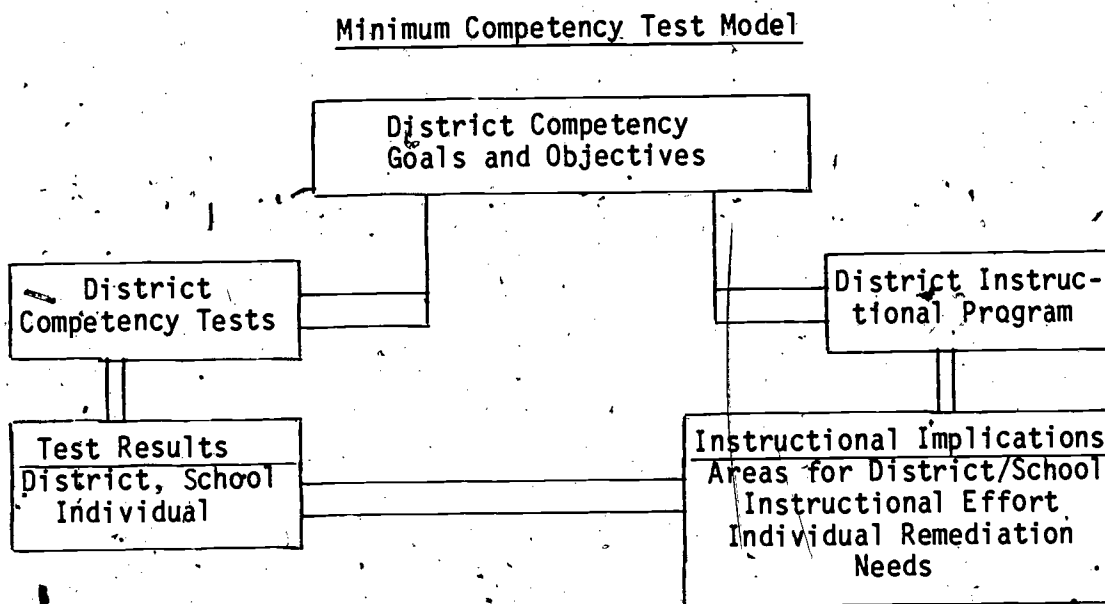 Minimum Competency Test Model
District Competency
Goals and Objectives
District
Competency Tests
District Instruc-
tional Program
Test Results
District, School
Individual
Instructional Implications
Areas for District/School
Instructional Effort
Individual Remediation
Needs